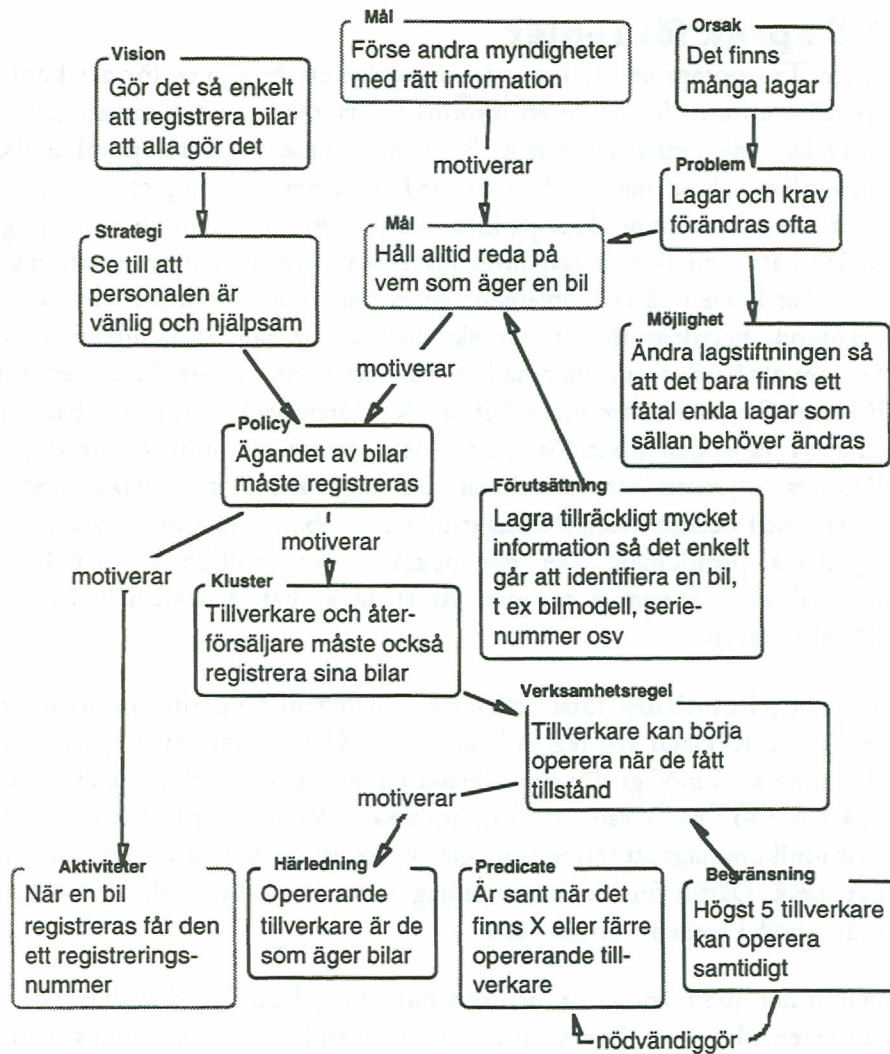 Vision
Gör det så enkelt
att registrera bilar
att alla gör det
Mål
Förse andra myndigheter
med rätt information
Orsak
Det finns
många lagar
motiverar
Problem
Lagar och krav
förändras ofta
Strategi
Se till att
personalen är
vänlig och hjälpsam
Mål
Håll alltid reda på
vem som äger en bil
Möjlighet
Ändra lagstiftningen så
att det bara finns ett
fåtal enkla lagar som
sällan behöver ändras
motiverar
Policy
Ägandet av bilar
måste registreras
Förutsättning
Lagra tillräckligt mycket
information så det enkelt
går att identifiera en bil,
t ex bilmodell, serie-
nummer osv
motiverar
motiverar
Kluster
Tillverkare och åter-
försäljare måste också
registrera sina bilar
Verksamhetsregel
Tillverkare kan börja
operera när de fått
tillstånd
motiverar
Aktiviteter
När en bil
registreras får den
ett registrerings-
nummer
Härledning
Opererande
tillverkare är de
som äger bilar
Predicate
Är sant när det
finns X eller färre
opererande till-
verkare
Begränsning
Högst 5 tillverkare
kan operera
samtidigt
nödvändiggör